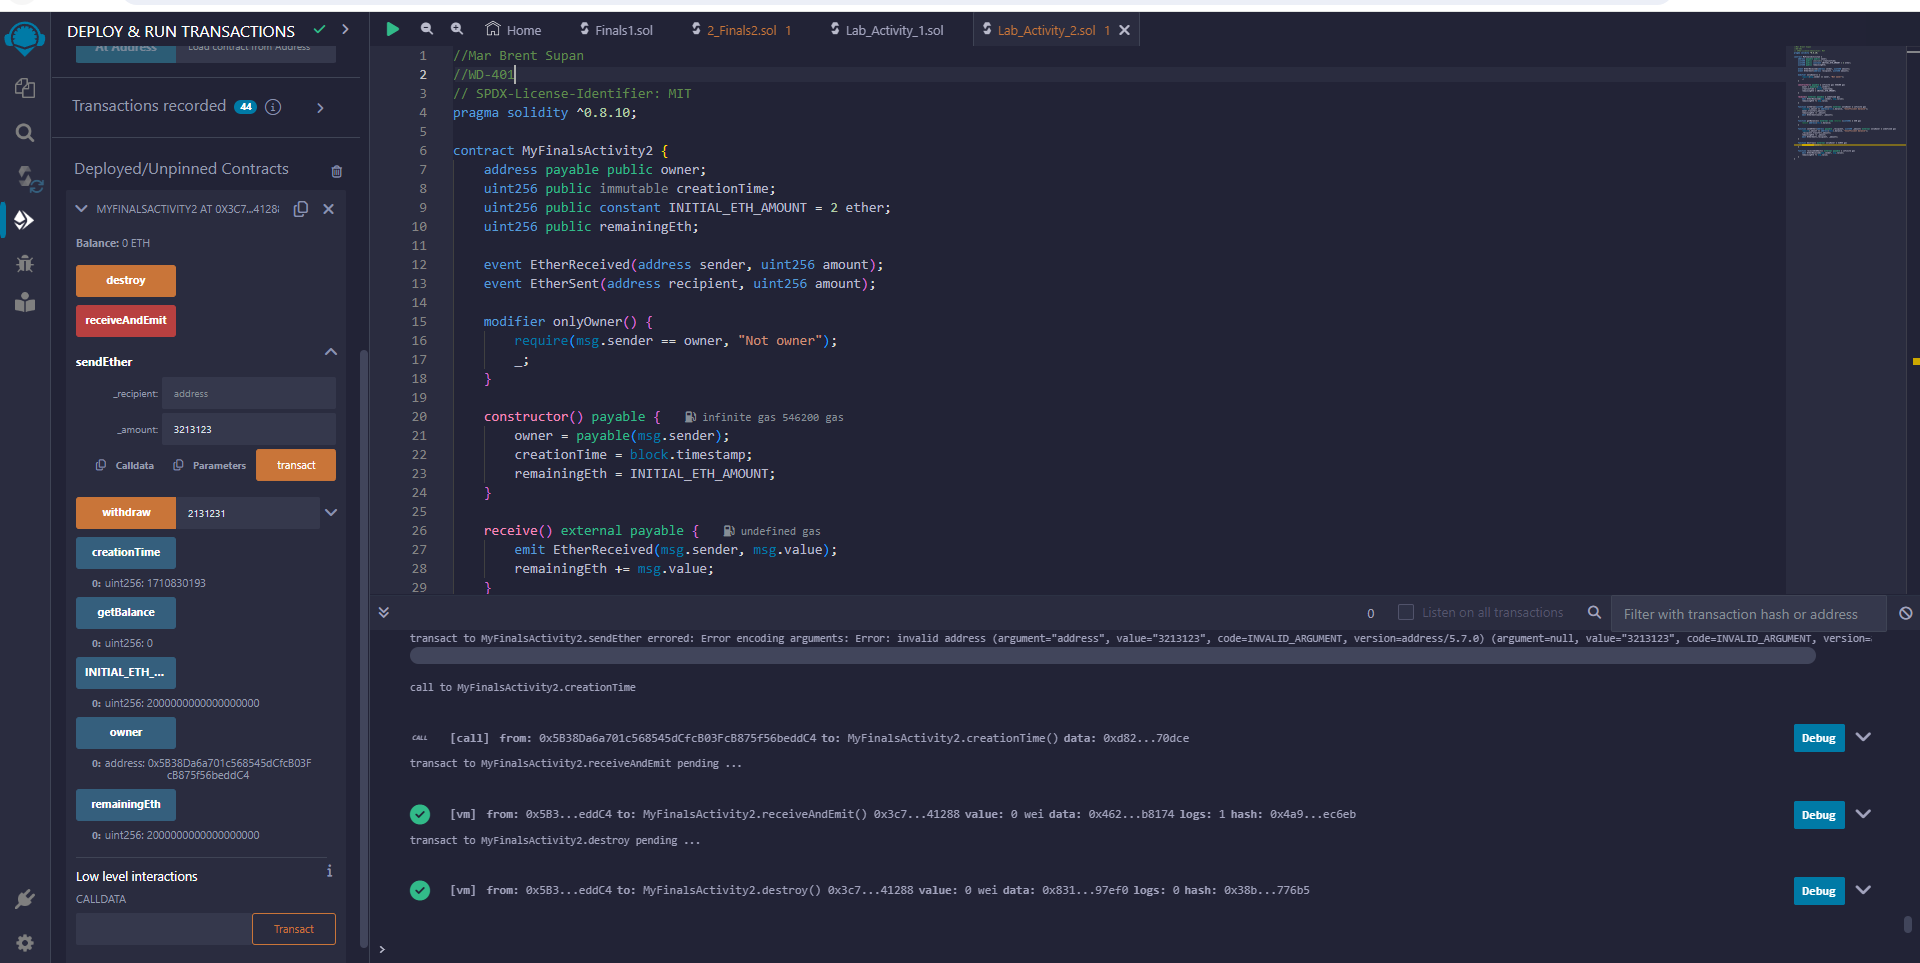 DEPLOY & RUN TRANSACTIONS
At Address
Load contract from Address
Transactions recorded 44
Deployed/Unpinned Contracts
MYFINALSACTIVITY2 AT 0X3C7...4128
Balance: 0 ETH
destroy
receiveAndEmit
sendEther
_recipient: address
_amount: 3213123
Calldata Parameters transact
withdraw 2131231
creationTime
0: uint256: 1710830193
getBalance
0: uint256: 0
INITIAL_ETH_...
0: uint256: 2000000000000000000
owner
0: address: 0x5B38Da6a701c568545dCfcB03F
cB875f56beddC4
remainingEth
0: uint256: 2000000000000000000
Low level interactions
CALLDATA
Transact
Home Finals1.sol 2_Finals2.sol 1 Lab_Activity_1.sol Lab_Activity_2.sol 1
1 //Mar Brent Supan
2 //WD-401
3 // SPDX-License-Identifier: MIT
4 pragma solidity ^0.8.10;
5
6 contract MyFinalsActivity2 {
7 address payable public owner;
8 uint256 public immutable creationTime;
9 uint256 public constant INITIAL_ETH_AMOUNT = 2 ether;
10 uint256 public remainingEth;
11
12 event EtherReceived(address sender, uint256 amount);
13 event EtherSent(address recipient, uint256 amount);
14
15 modifier onlyOwner() {
16 require(msg.sender == owner, "Not owner");
17 _;
18 }
19
20 constructor() payable { infinite gas 546200 gas
21 owner = payable(msg.sender);
22 creationTime = block.timestamp;
23 remainingEth = INITIAL_ETH_AMOUNT;
24 }
25
26 receive() external payable { undefined gas
27 emit EtherReceived(msg.sender, msg.value);
28 remainingEth += msg.value;
29 }
0 Listen on all transactions Filter with transaction hash or address
transact to MyFinalsActivity2.sendEther errored: Error encoding arguments: Error: invalid address (argument="address", value="3213123", code=INVALID_ARGUMENT, version=address/5.7.0) (argument=null, value="3213123", code=INVALID_ARGUMENT, version=
call to MyFinalsActivity2.creationTime
CALL [call] from: 0x5B38Da6a701c568545dCfcB03FcB875f56beddC4 to: MyFinalsActivity2.creationTime() data: 0xd82...70dce Debug
transact to MyFinalsActivity2.receiveAndEmit pending ...
[vm] from: 0x5B3...eddC4 to: MyFinalsActivity2.receiveAndEmit() 0x3c7...41288 value: 0 wei data: 0x462...b8174 logs: 1 hash: 0x4a9...ec6eb Debug
transact to MyFinalsActivity2.destroy pending ...
[vm] from: 0x5B3...eddC4 to: MyFinalsActivity2.destroy() 0x3c7...41288 value: 0 wei data: 0x831...97ef0 logs: 0 hash: 0x38b...776b5 Debug
>